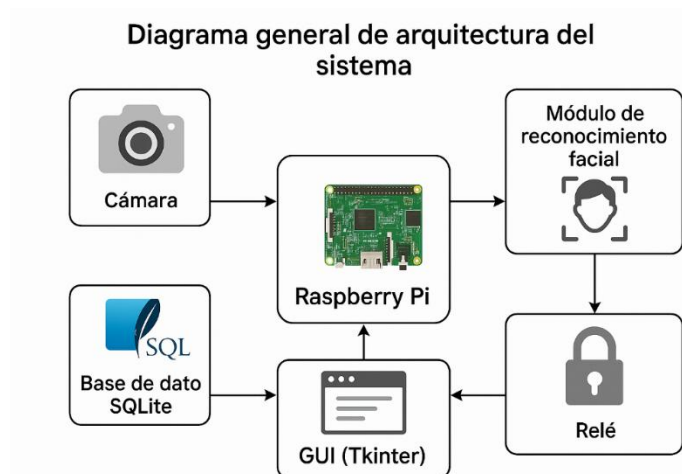 Diagrama general de arquitectura del
sistema
Cámara
Raspberry Pi
Módulo de
reconocimiento
facial
SQL
Base de dato
SQLite
GUI (Tkinter)
Relé